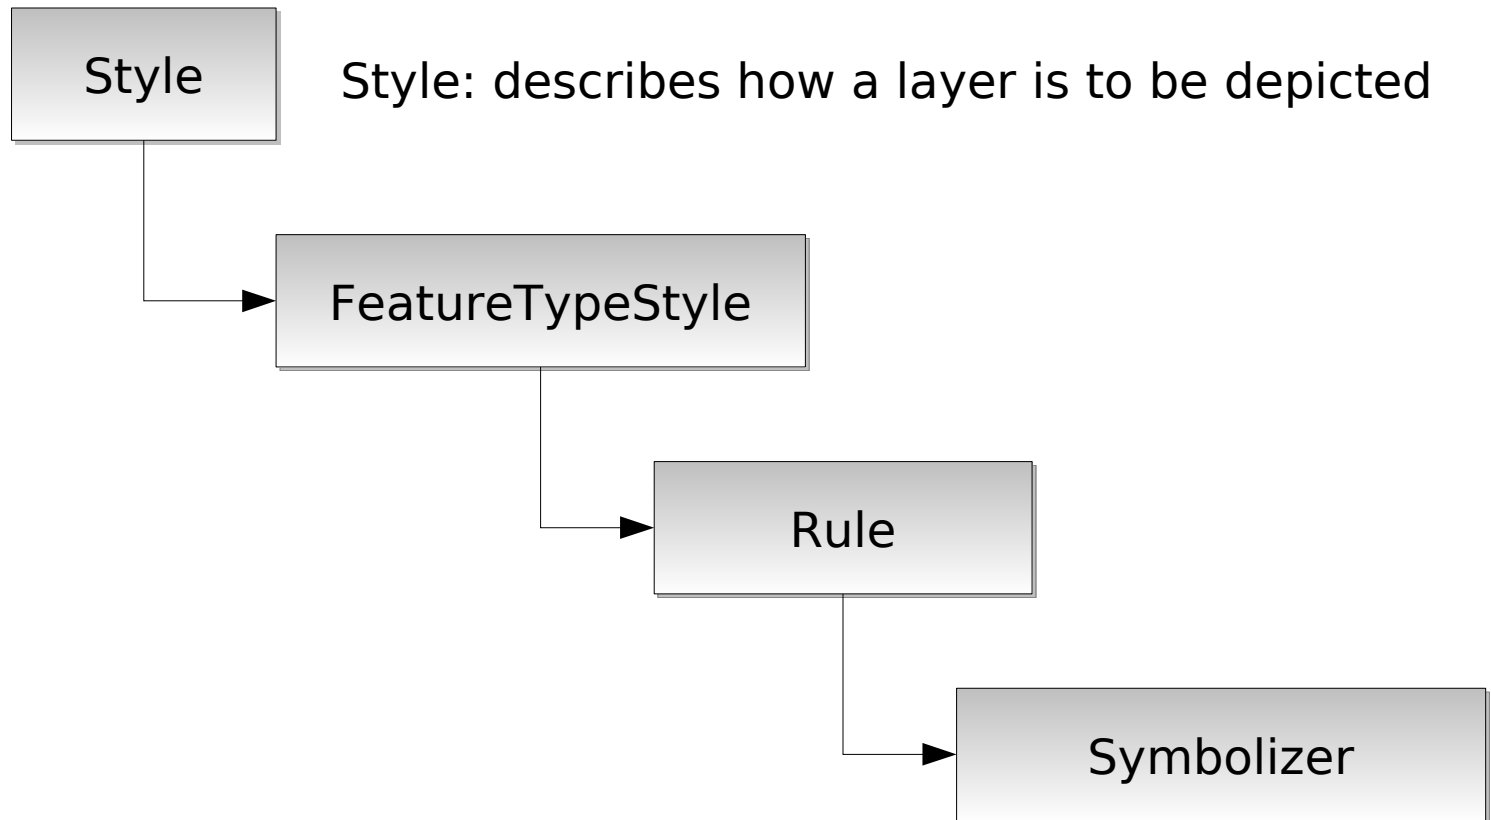 Style
Style: describes how a layer is to be depicted
FeatureTypeStyle
Rule
Symbolizer